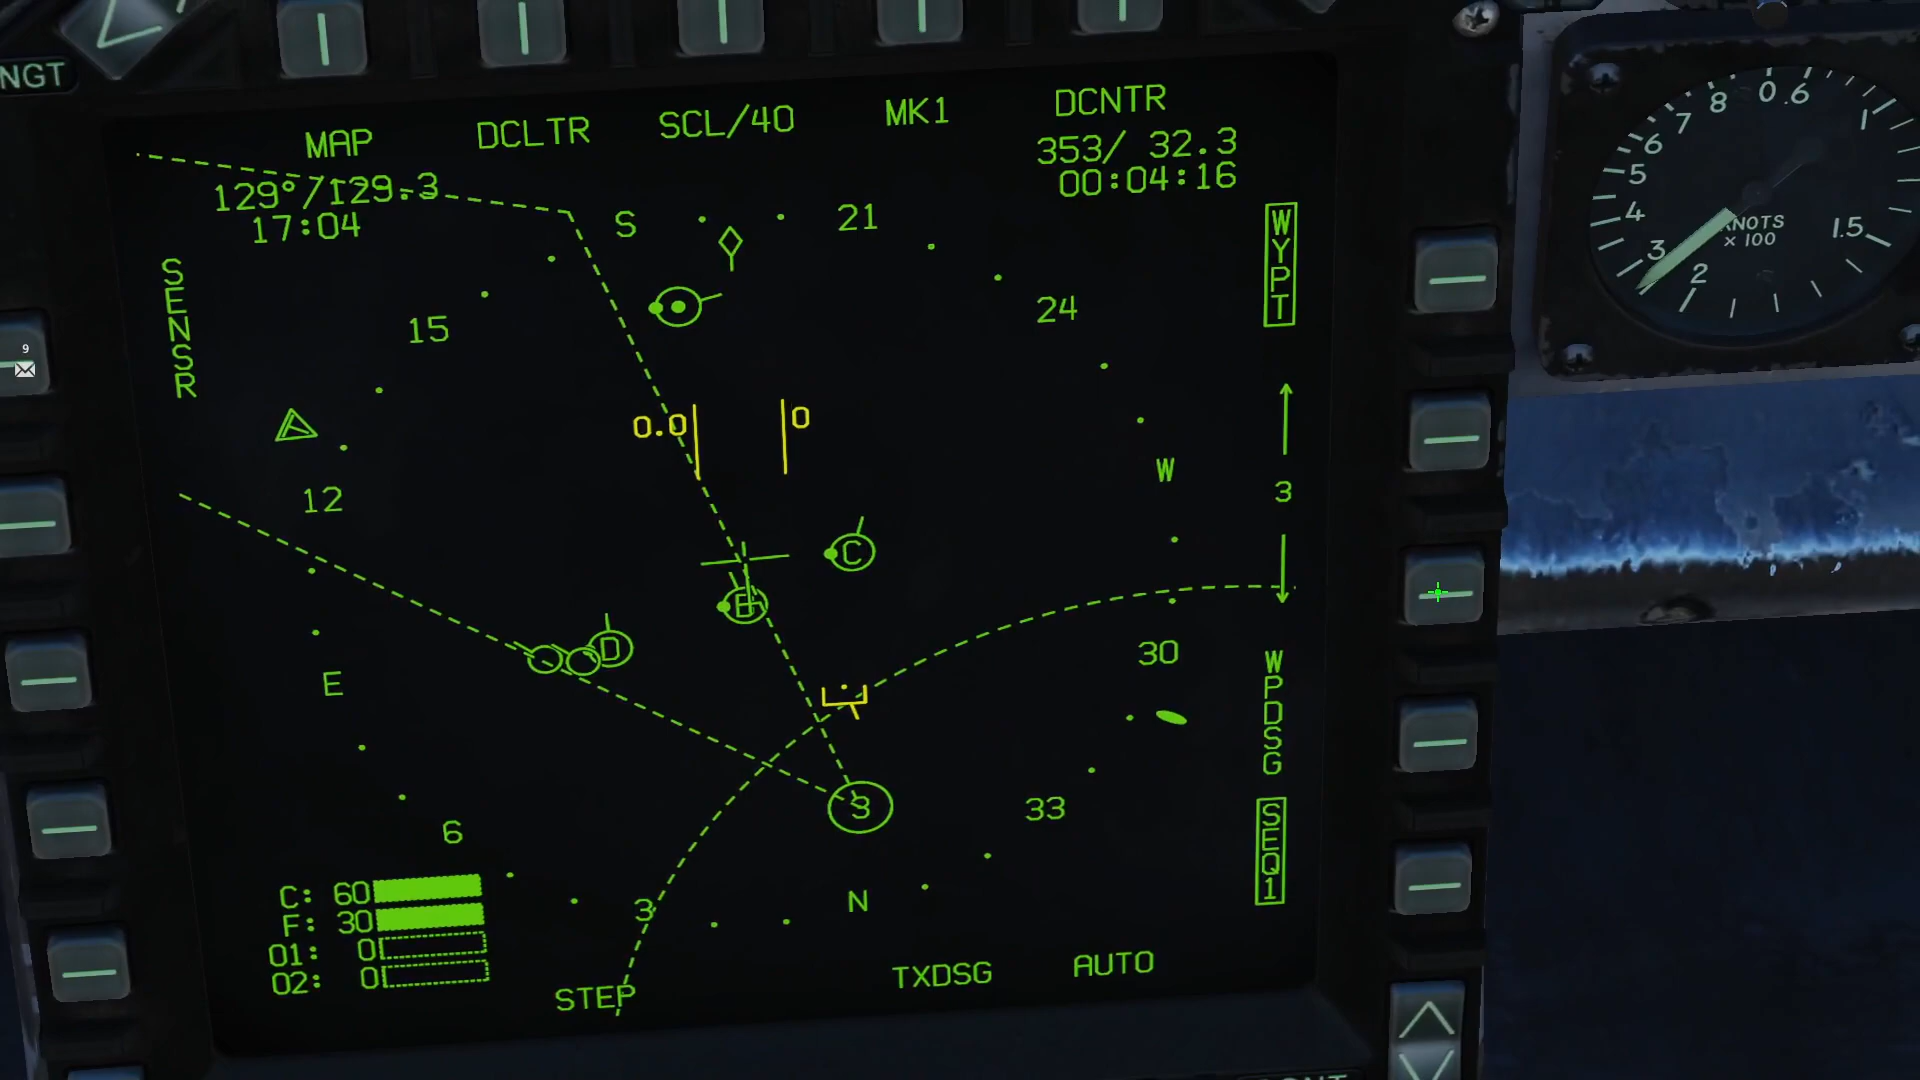 NGT
MAP DCLTR SCL/40 MK1 DCNTR
129°/129.3
17:04
353/ 32.3
00:04:16
S 21
24
15
12
W
E
30
33
6
3
N
SENSR
0.0 0
C
E
D
3
WYPT
3
WPDSG
SEQ1
C: 60
F: 30
O1: 0
O2: 0
STEP TXDSG AUTO
9
0.6
1
1.5
2
3
4
5
6
7
8
KNOTS
x 100